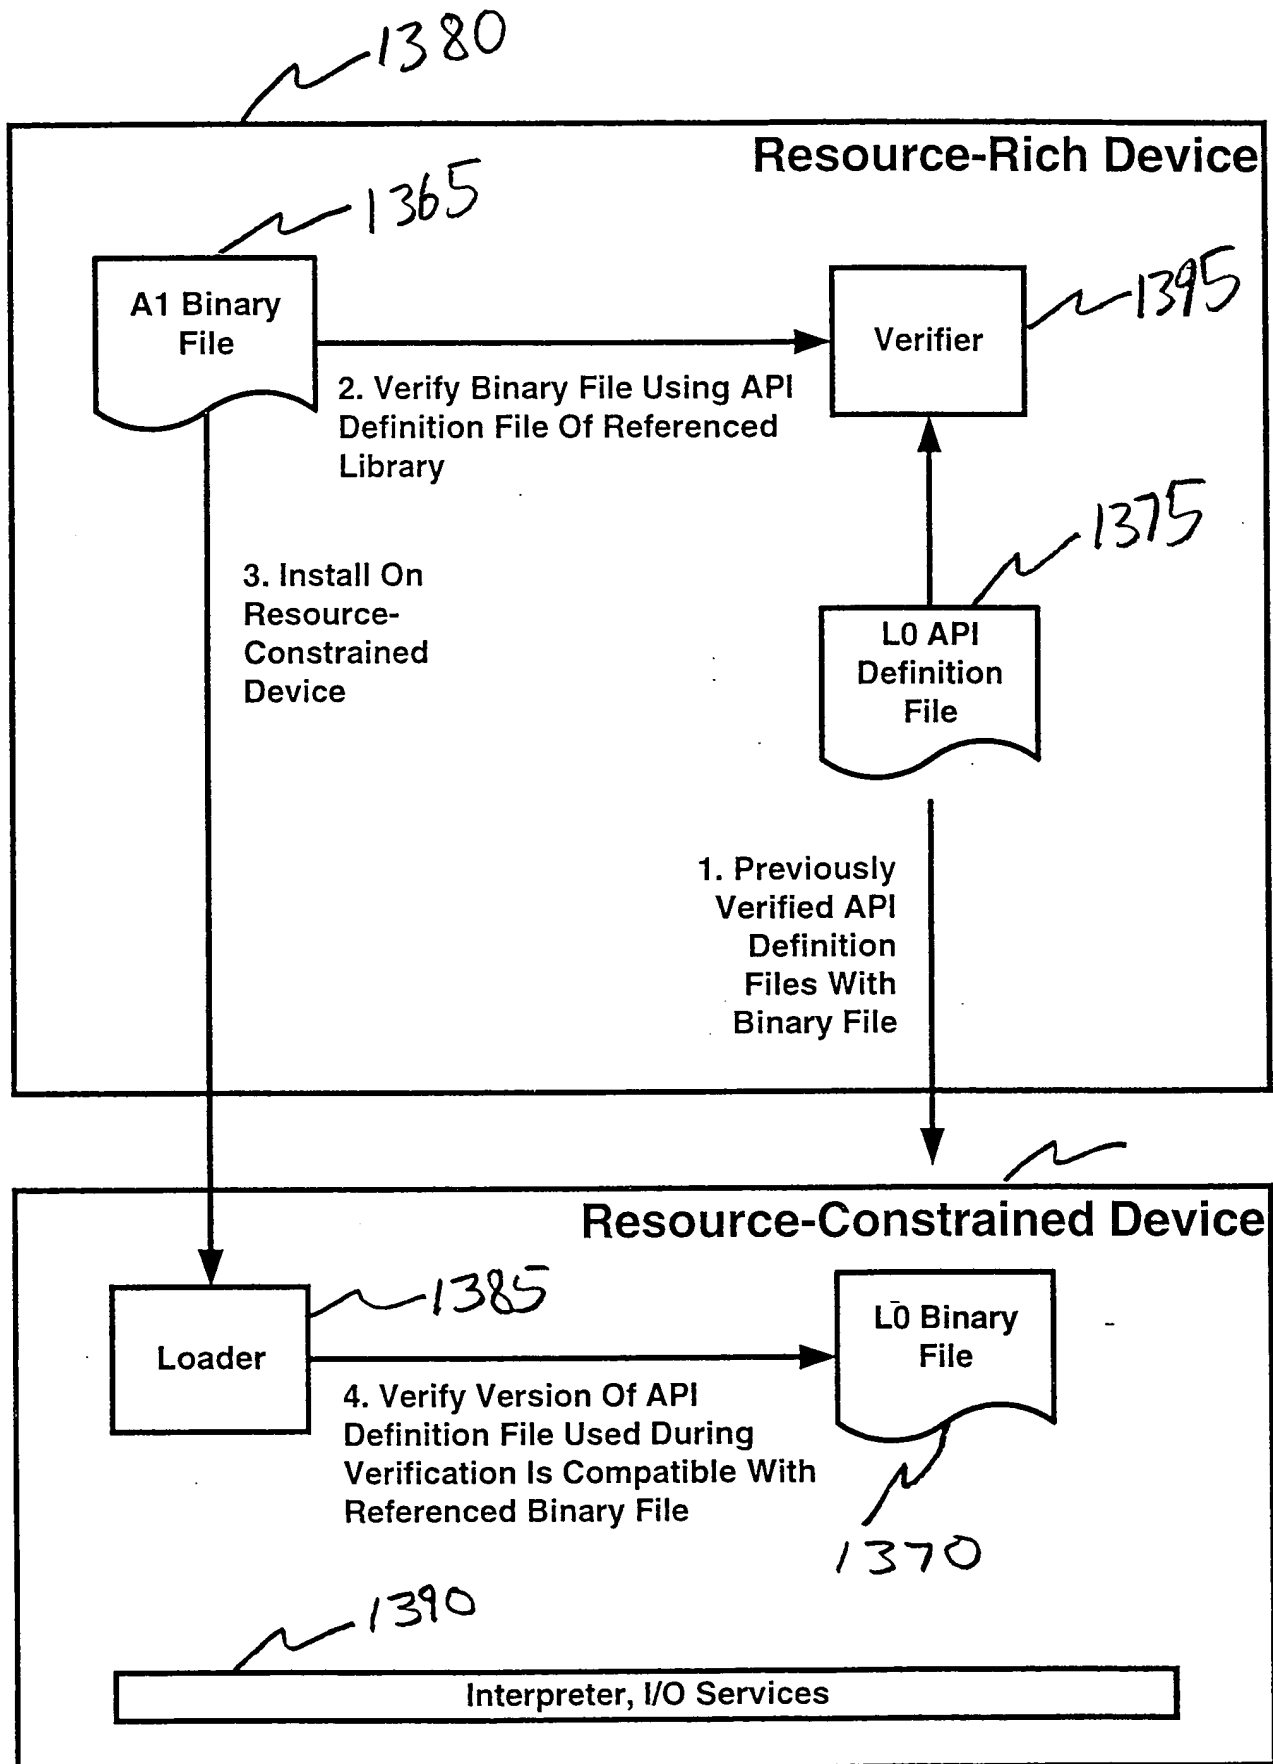 1380
Resource-Rich Device
1365
A1 Binary
File
Verifier
1395
2. Verify Binary File Using API
Definition File Of Referenced
Library
1375
3. Install On
Resource-
Constrained
Device
L0 API
Definition
File
1. Previously
Verified API
Definition
Files With
Binary File
Resource-Constrained Device
1385
Loader
L0 Binary
File
4. Verify Version Of API
Definition File Used During
Verification Is Compatible With
Referenced Binary File
1370
1390
Interpreter, I/O Services